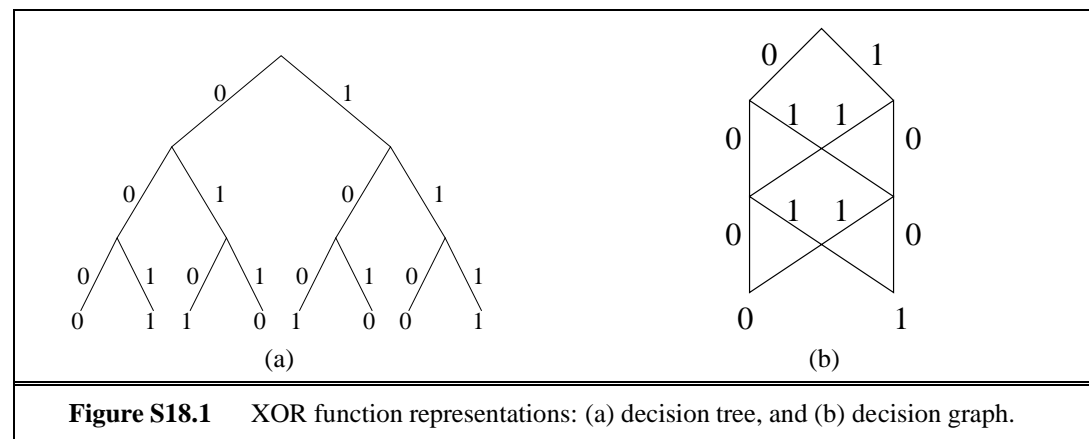 0 1
0 1 0 1
0 1 0 1 0 1 0 1
0 1 1 0 1 0 0 1
(a)
0 1
0 1 1 0
0 1 1 0
0 1
(b)
Figure S18.1 XOR function representations: (a) decision tree, and (b) decision graph.